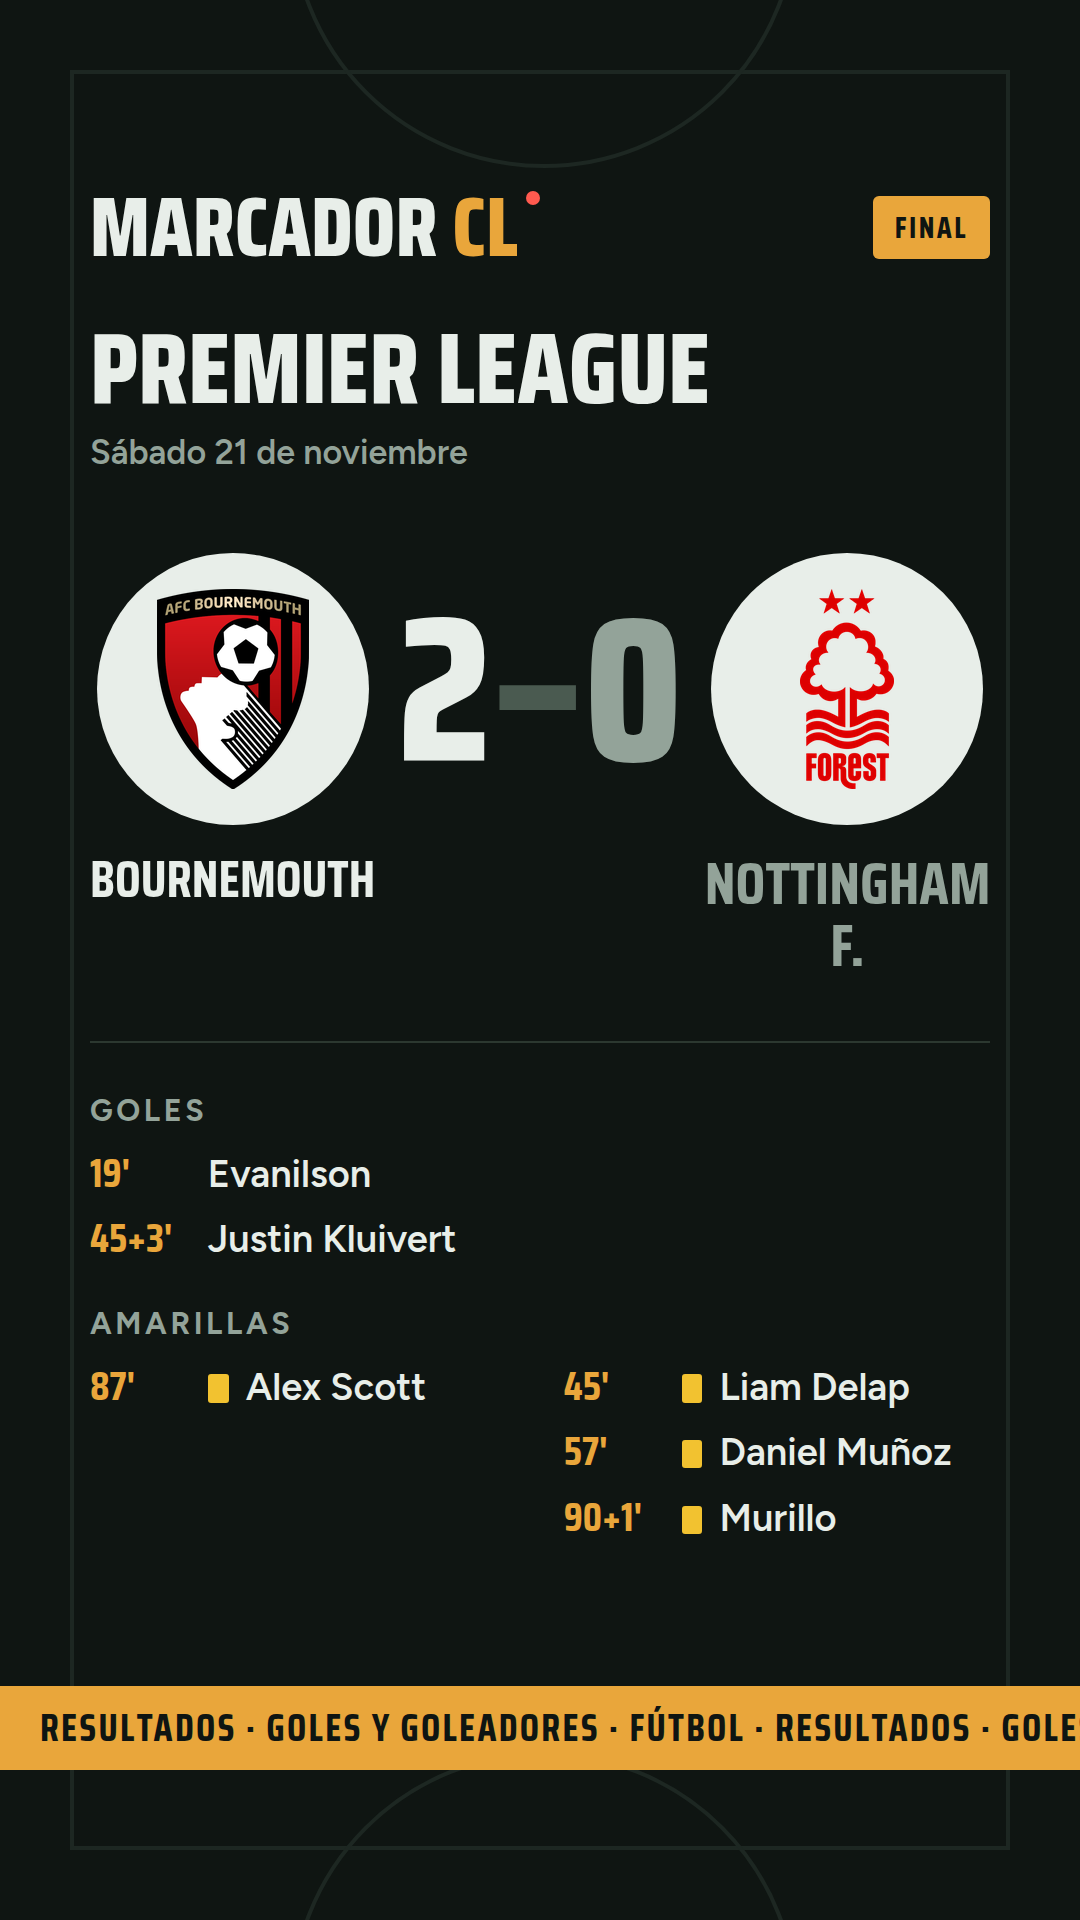 MARCADOR CL
FINAL
PREMIER LEAGUE
Sábado 21 de noviembre
AFC BOURNEMOUTH
2–0
FOREST
BOURNEMOUTH
NOTTINGHAM
F.
GOLES
19' Evanilson
45+3' Justin Kluivert
AMARILLAS
87' Alex Scott
45' Liam Delap
57' Daniel Muñoz
90+1' Murillo
RESULTADOS · GOLES Y GOLEADORES · FÚTBOL · RESULTADOS · GOLES